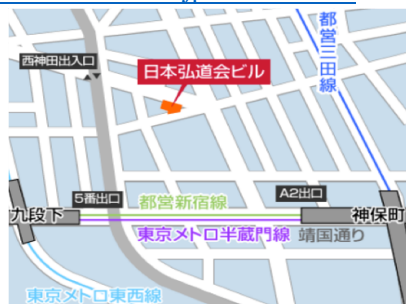 都営三田線
西神田出入口
日本弘道会ビル
5番出口
A2出口
都営新宿線
九段下
神保町
東京メトロ半蔵門線
靖国通り
東京メトロ東西線